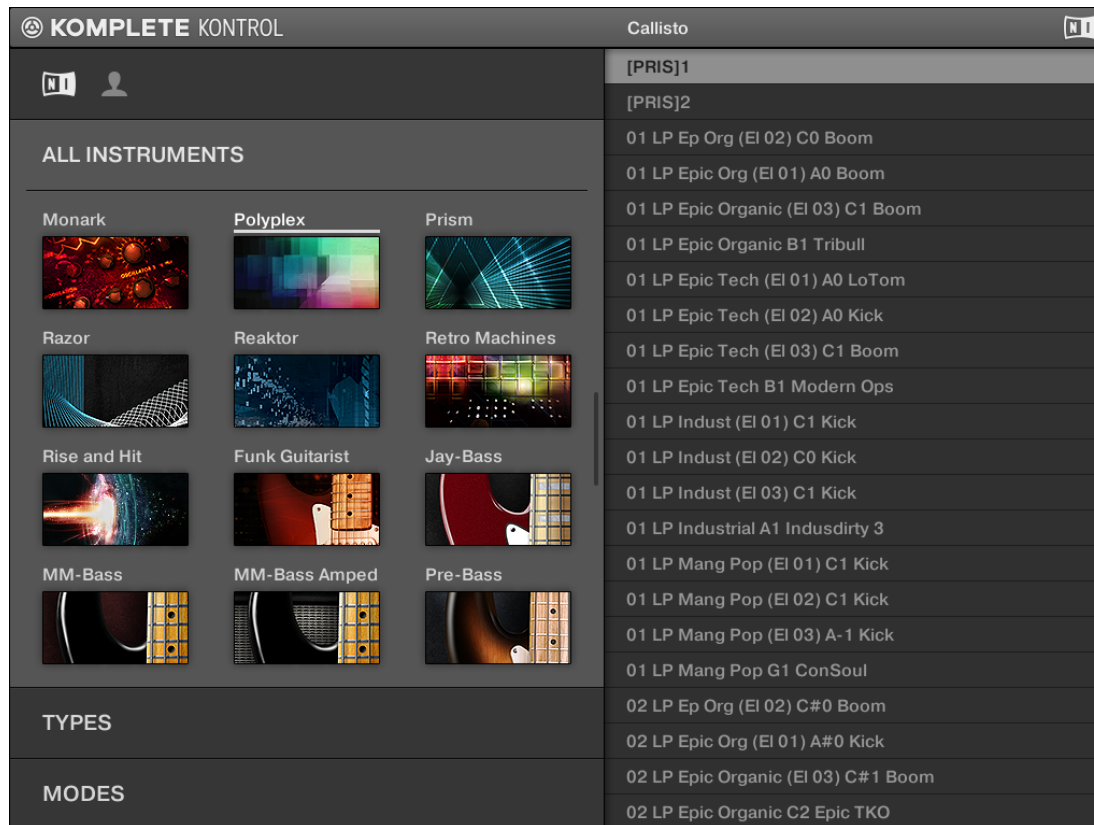 KOMPLETE KONTROL
Callisto
NI
NI
ALL INSTRUMENTS
Monark
Polyplex
Prism
OSCILLATOR
Razor
Reaktor
Retro Machines
Rise and Hit
Funk Guitarist
Jay-Bass
MM-Bass
MM-Bass Amped
Pre-Bass
TYPES
MODES
[PRIS]1
[PRIS]2
01 LP Ep Org (El 02) C0 Boom
01 LP Epic Org (El 01) A0 Boom
01 LP Epic Organic (El 03) C1 Boom
01 LP Epic Organic B1 Tribull
01 LP Epic Tech (El 01) A0 LoTom
01 LP Epic Tech (El 02) A0 Kick
01 LP Epic Tech (El 03) C1 Boom
01 LP Epic Tech B1 Modern Ops
01 LP Indust (El 01) C1 Kick
01 LP Indust (El 02) C0 Kick
01 LP Indust (El 03) C1 Kick
01 LP Industrial A1 Indusdirty 3
01 LP Mang Pop (El 01) C1 Kick
01 LP Mang Pop (El 02) C1 Kick
01 LP Mang Pop (El 03) A-1 Kick
01 LP Mang Pop G1 ConSoul
02 LP Ep Org (El 02) C#0 Boom
02 LP Epic Org (El 01) A#0 Kick
02 LP Epic Organic (El 03) C#1 Boom
02 LP Epic Organic C2 Epic TKO